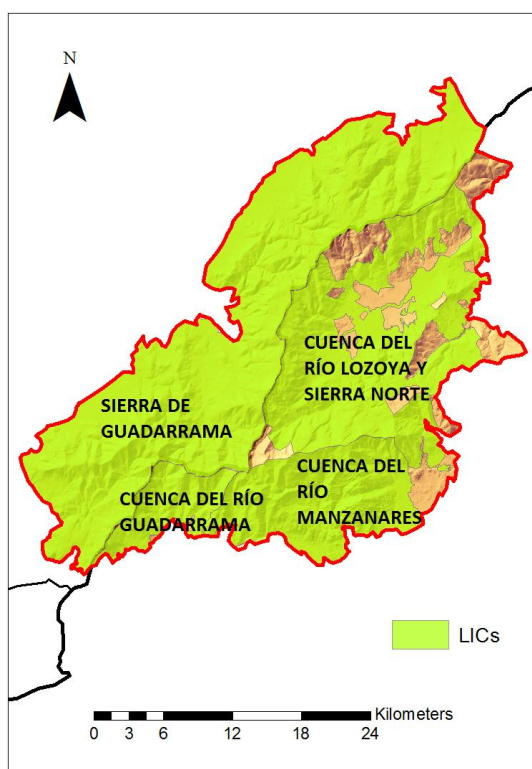 N
CUENCA DEL
RÍO LOZOYA Y
SIERRA NORTE
SIERRA DE
GUADARRAMA
CUENCA DEL RÍO
GUADARRAMA
CUENCA DEL
RÍO
MANZANARES
LICs
Kilometers
0 3 6 12 18 24